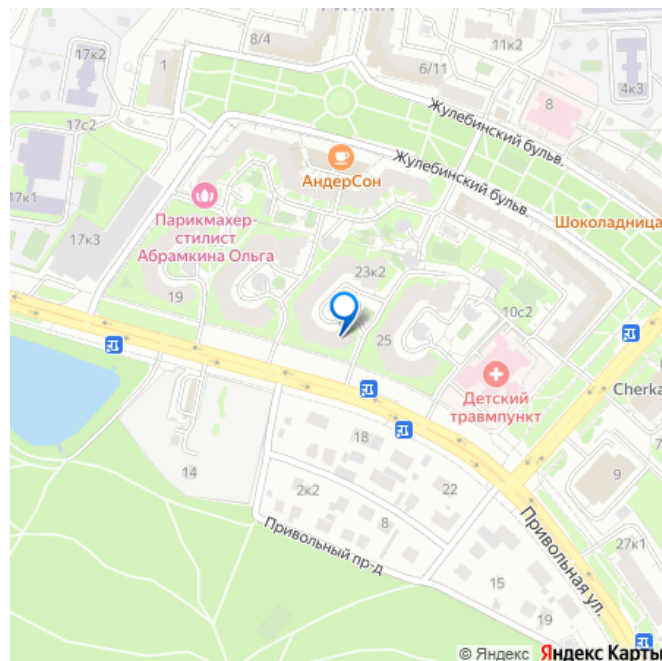 8/4
17к2
1
11к2
6/11
4к3
8
17с2
Жулебинский бульв.
Жулебинский бульв.
АндерСон
17к1
Парикмахер-
стилист
Абрамкина Ольга
Шоколадница
17к3
23к2
19
10с2
25
Детский
травмпункт
Cherka
18
14
9
2к2
22
8
Привольный пр-д
Привольная ул.
27к1
15
19
© Яндекс Яндекс Карты